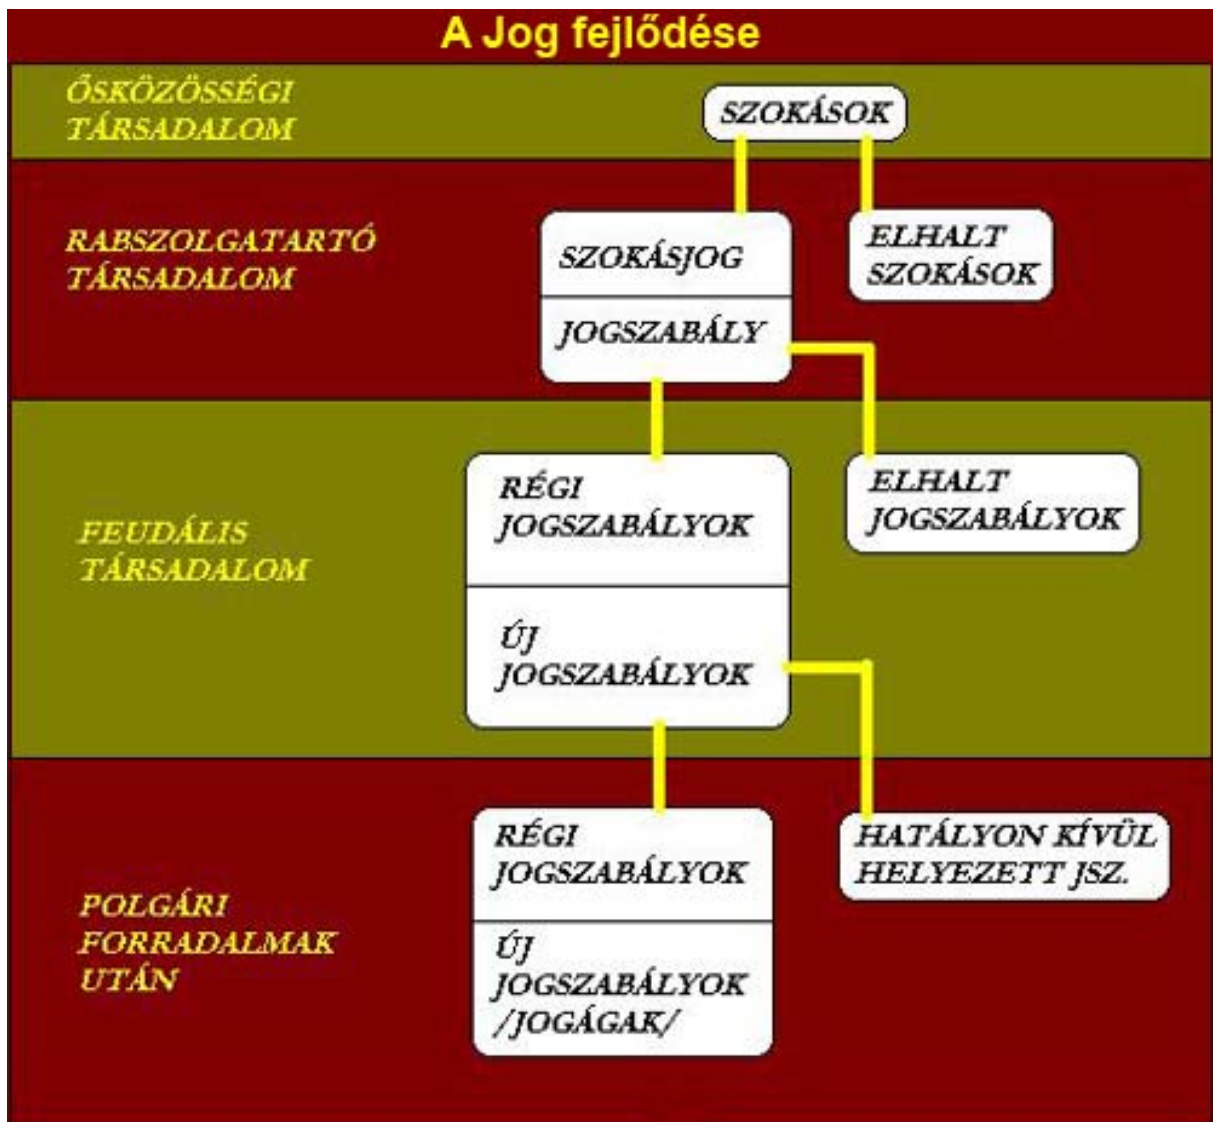 A Jog fejlődése
ŐSKÖZÖSSÉGI
TÁRSADALOM
SZOKÁSOK
RABSZOLGATARTÓ
TÁRSADALOM
SZOKÁSJOG
JOGSZABÁLY
ELHALT
SZOKÁSOK
FEUDÁLIS
TÁRSADALOM
RÉGI
JOGSZABÁLYOK
ÚJ
JOGSZABÁLYOK
ELHALT
JOGSZABÁLYOK
POLGÁRI
FORRADALMAK
UTÁN
RÉGI
JOGSZABÁLYOK
ÚJ
JOGSZABÁLYOK
/JOGÁGAK/
HATÁLYON KÍVÛL
HELYEZETT JSZ.